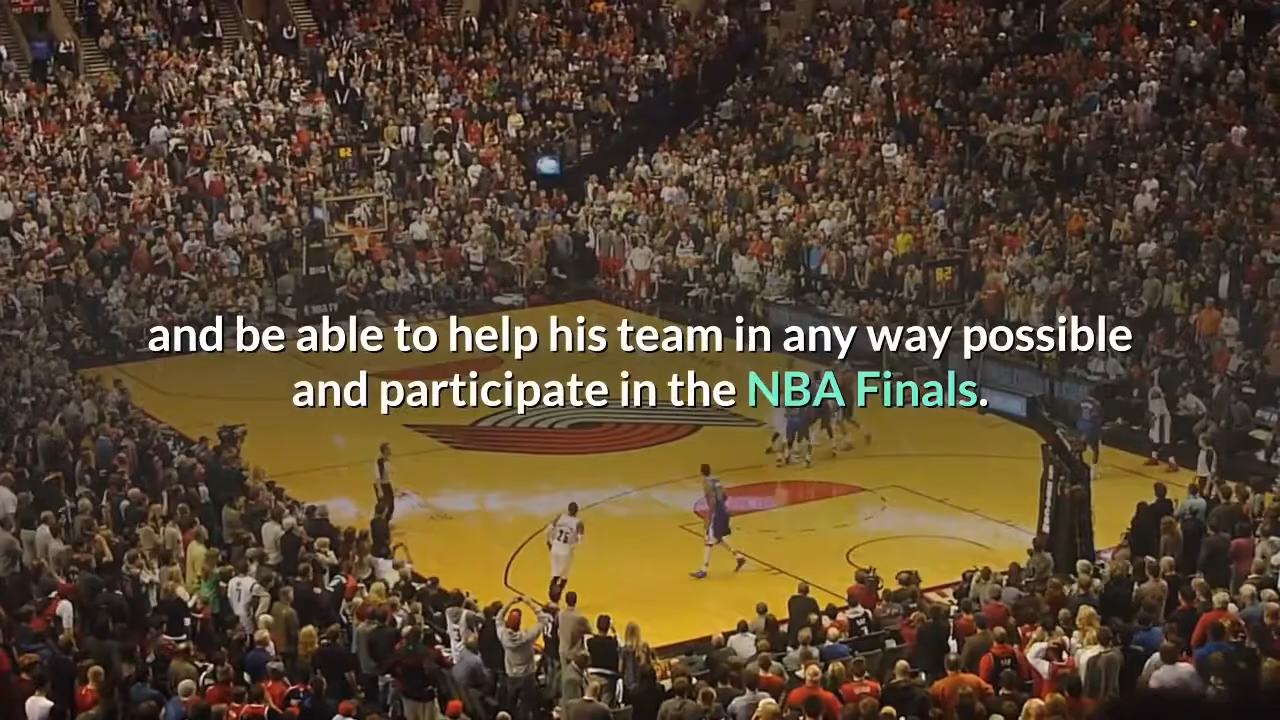 and be able to help his team in any way possible
and participate in the NBA Finals.